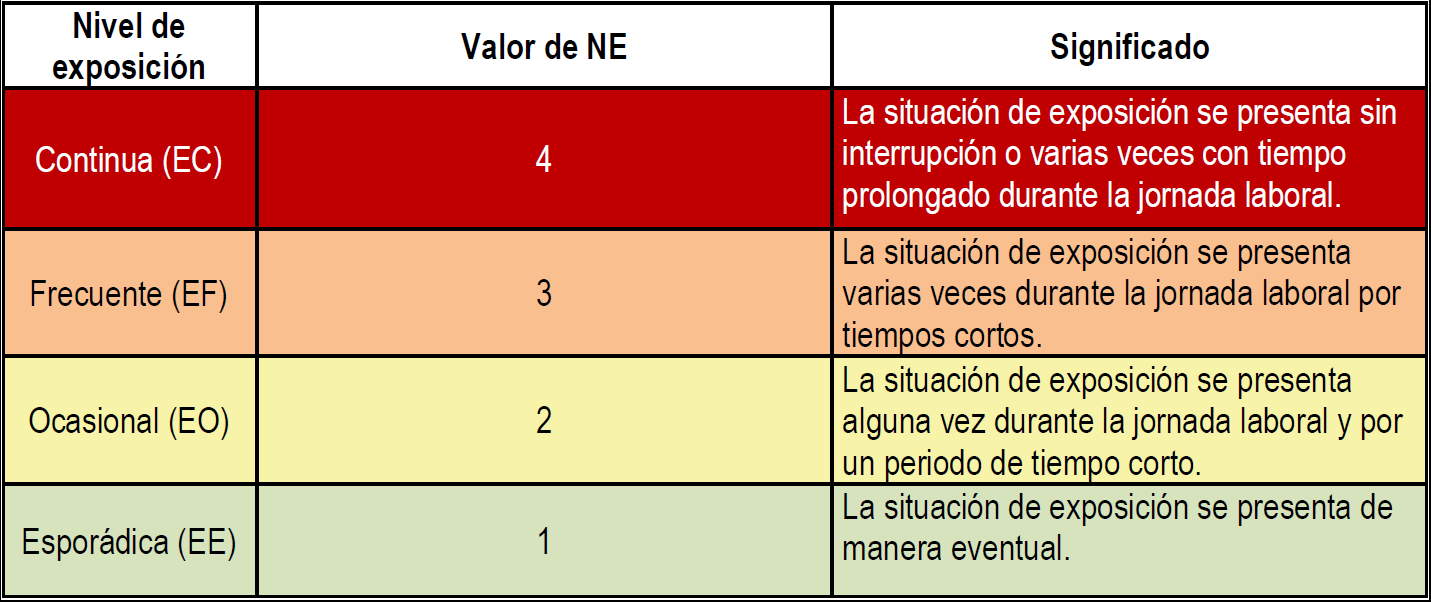 Nivel de
exposición
Valor de NE
Significado
Continua (EC)
4
La situación de exposición se presenta sin
interrupción o varias veces con tiempo
prolongado durante la jornada laboral.
Frecuente (EF)
3
La situación de exposición se presenta
varias veces durante la jornada laboral por
tiempos cortos.
Ocasional (EO)
2
La situación de exposición se presenta
alguna vez durante la jornada laboral y por
un periodo de tiempo corto.
Esporádica (EE)
1
La situación de exposición se presenta de
manera eventual.